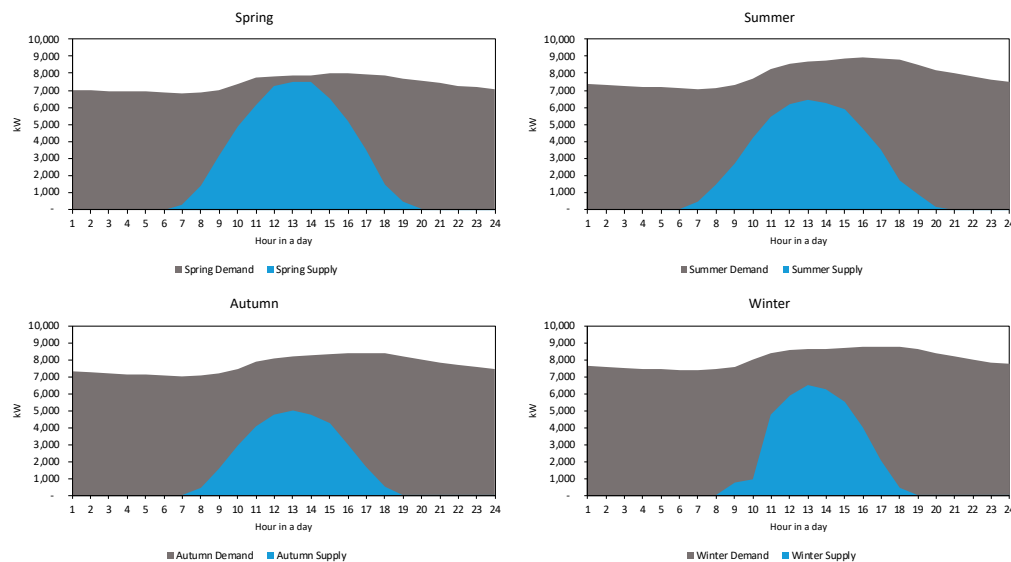 Spring
10,000
9,000
8,000
7,000
6,000
5,000
4,000
3,000
2,000
1,000
-
kW
1 2 3 4 5 6 7 8 9 10 11 12 13 14 15 16 17 18 19 20 21 22 23 24
Hour in a day
Spring Demand Spring Supply
Summer
10,000
9,000
8,000
7,000
6,000
5,000
4,000
3,000
2,000
1,000
-
kW
1 2 3 4 5 6 7 8 9 10 11 12 13 14 15 16 17 18 19 20 21 22 23 24
Hour in a day
Summer Demand Summer Supply
Autumn
10,000
9,000
8,000
7,000
6,000
5,000
4,000
3,000
2,000
1,000
-
kW
1 2 3 4 5 6 7 8 9 10 11 12 13 14 15 16 17 18 19 20 21 22 23 24
Hour in a day
Autumn Demand Autumn Supply
Winter
10,000
9,000
8,000
7,000
6,000
5,000
4,000
3,000
2,000
1,000
-
kW
1 2 3 4 5 6 7 8 9 10 11 12 13 14 15 16 17 18 19 20 21 22 23 24
Hour in a day
Winter Demand Winter Supply